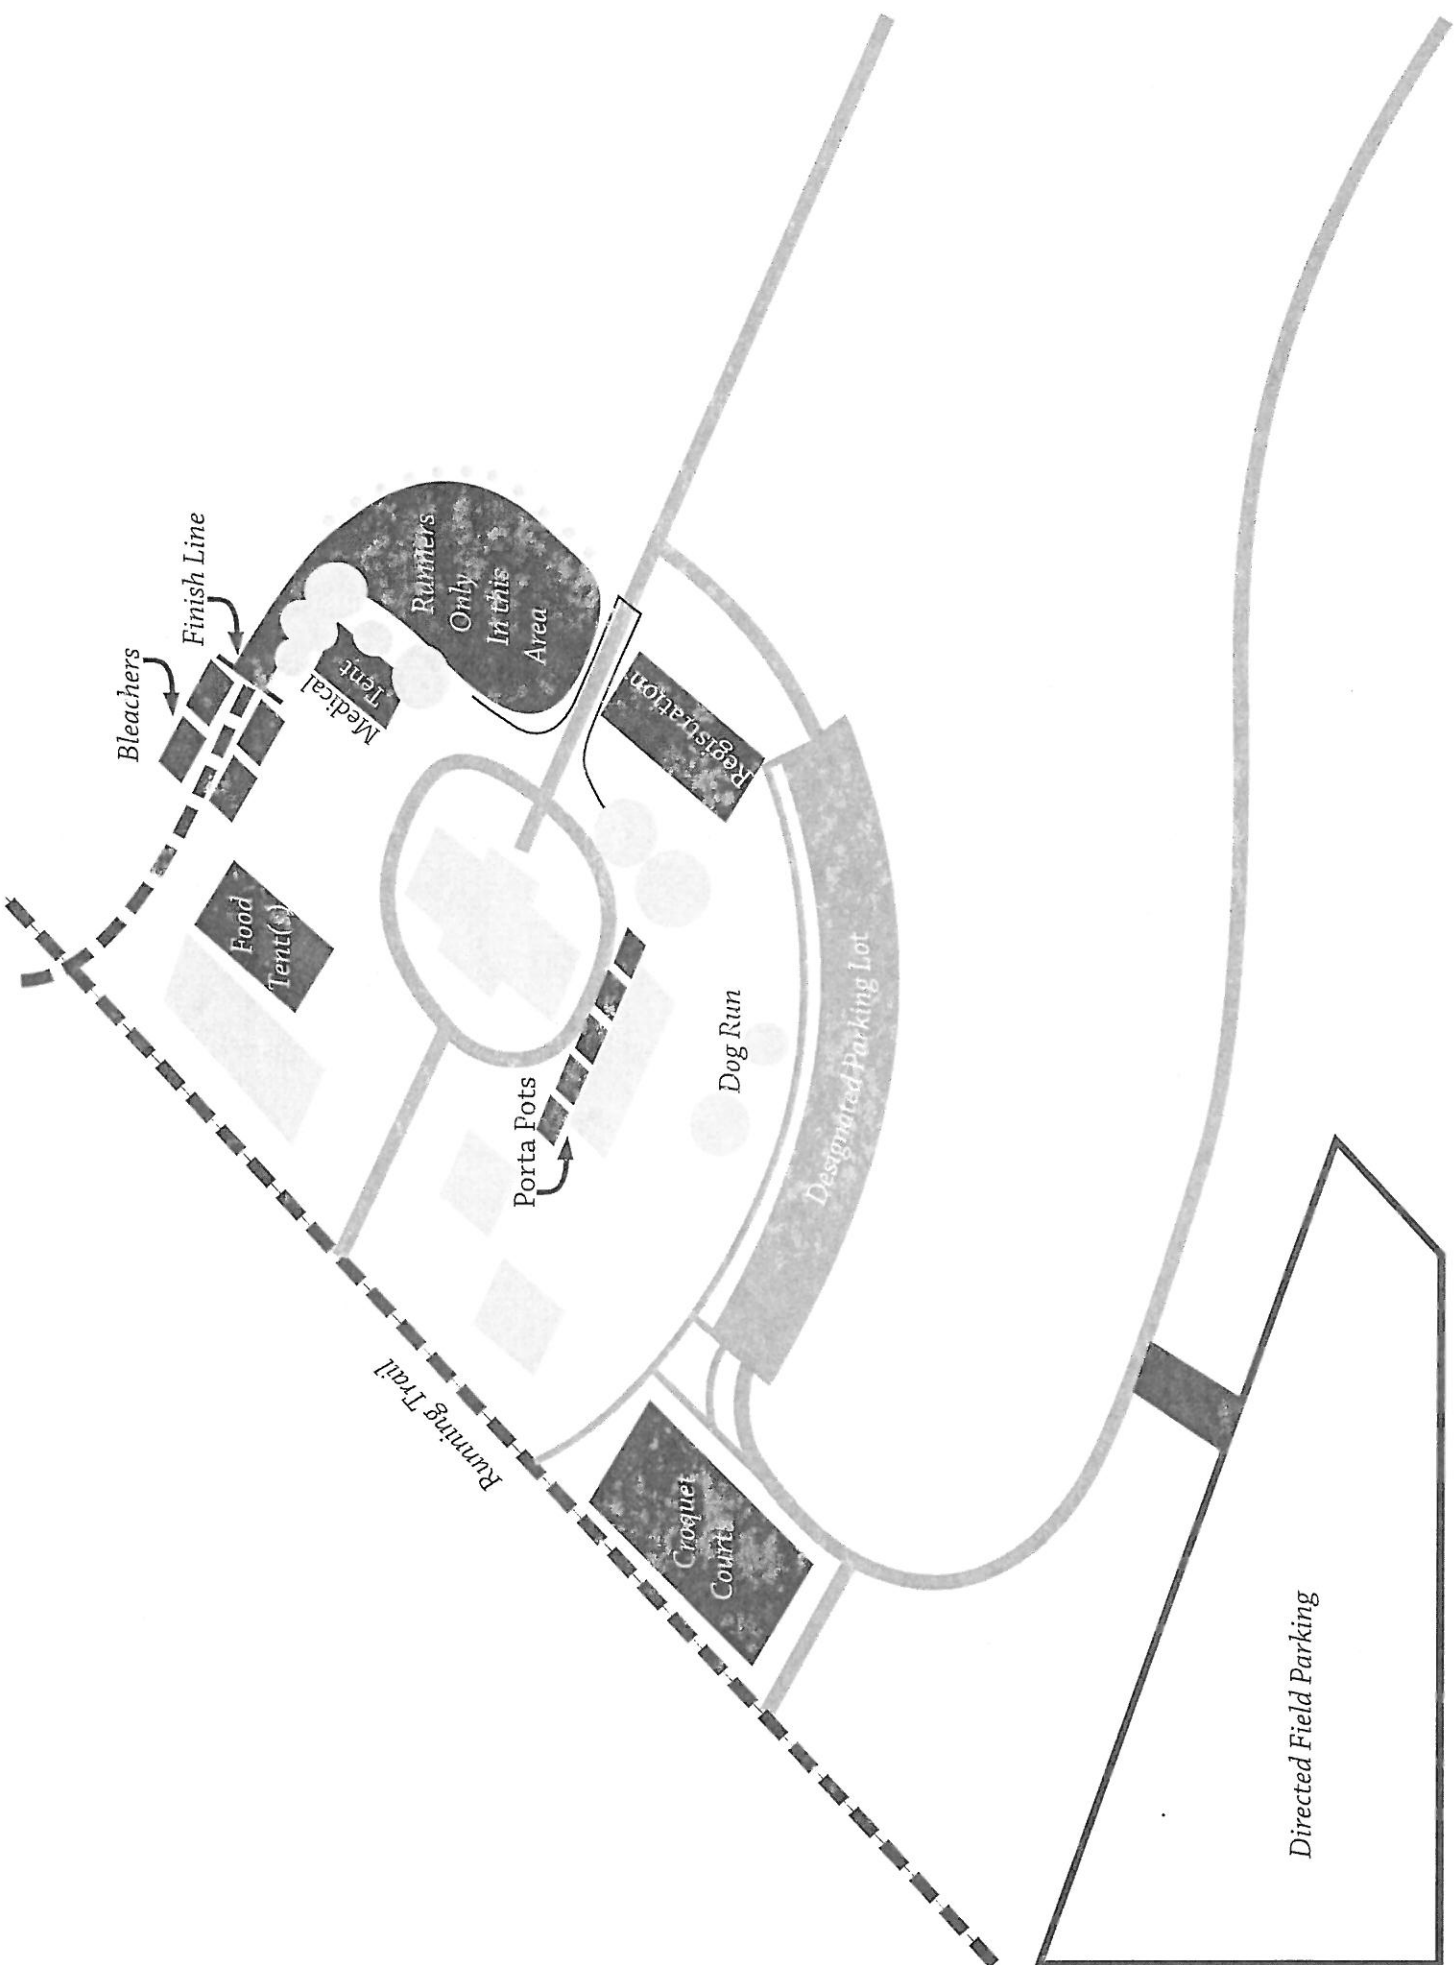 Bleachers
Finish Line
Medical
Tent
Runners
Only
In this
Area
Registration
Food
Tent(s)
Porta Pots
Dog Run
Designated Parking Lot
Running Trail
Croquet
Court
Directed Field Parking